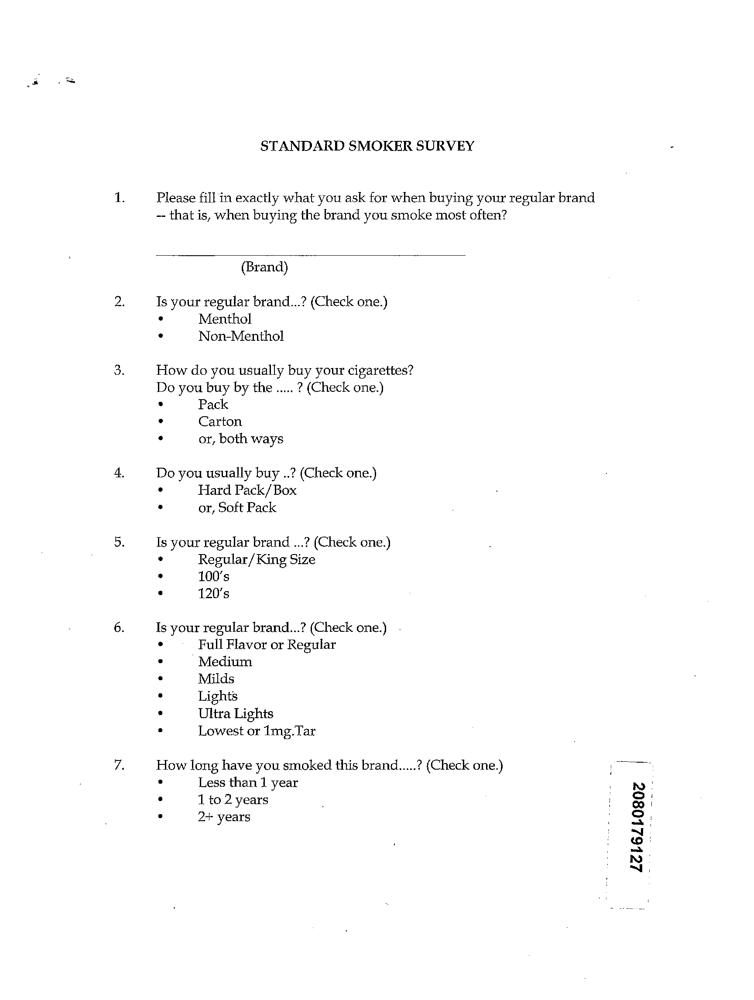 STANDARD SMOKER SURVEY
1. Please fill in exactly what you ask for when buying your regular brand
-- that is, when buying the brand you smoke most often?
(Brand)
2. Is your regular brand...? (Check one.)
• Menthol
• Non-Menthol
3. How do you usually buy your cigarettes?
Do you buy by the ..... ? (Check one.)
• Pack
• Carton
• or, both ways
4. Do you usually buy ..? (Check one.)
• Hard Pack/Box
• or, Soft Pack
5. Is your regular brand ...? (Check one.)
• Regular/King Size
• 100's
• 120's
6. Is your regular brand...? (Check one.)
• Full Flavor or Regular
• Medium
• Milds
• Lights
• Ultra Lights
• Lowest or 1mg.Tar
7. How long have you smoked this brand.....? (Check one.)
• Less than 1 year
• 1 to 2 years
• 2+ years
2080179127